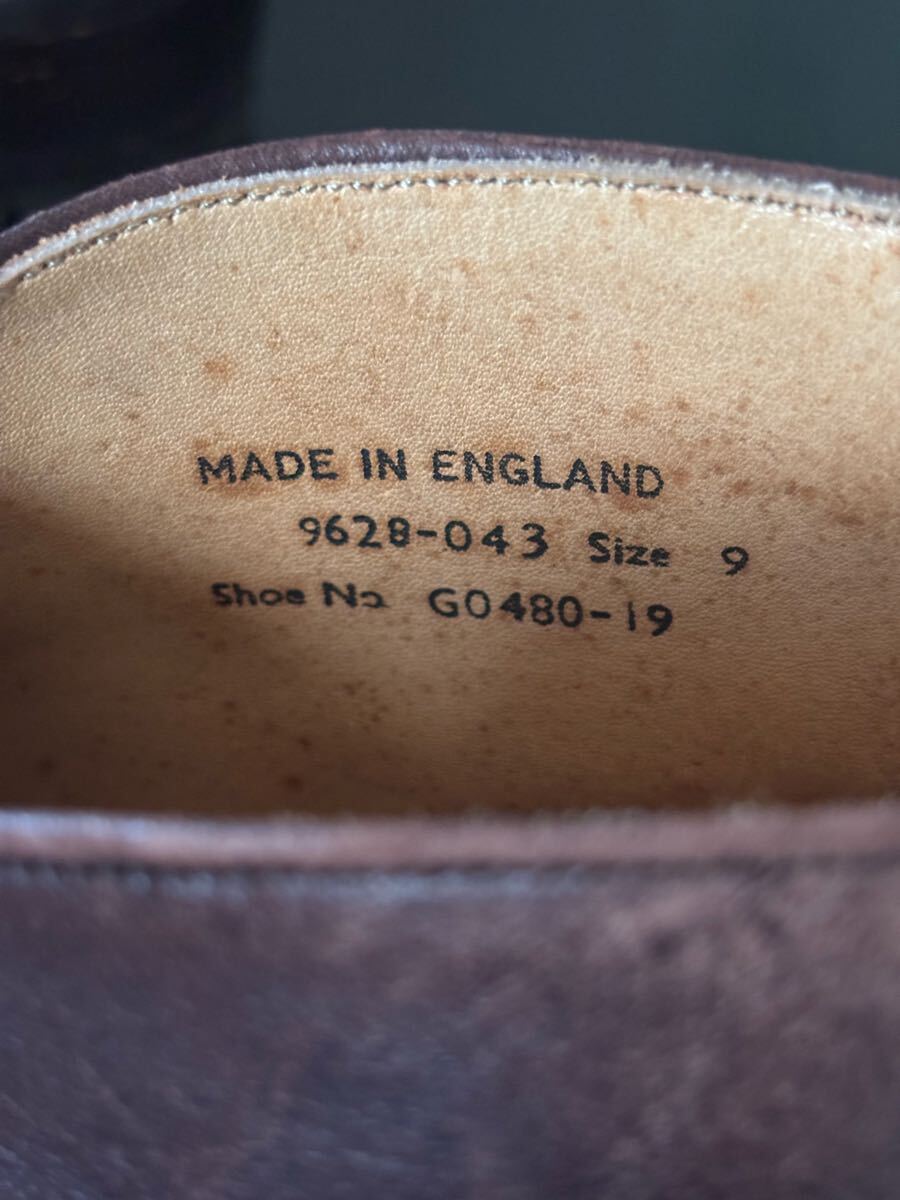 MADE IN ENGLAND
9628-043 Size 9
Shoe No. G0480-19